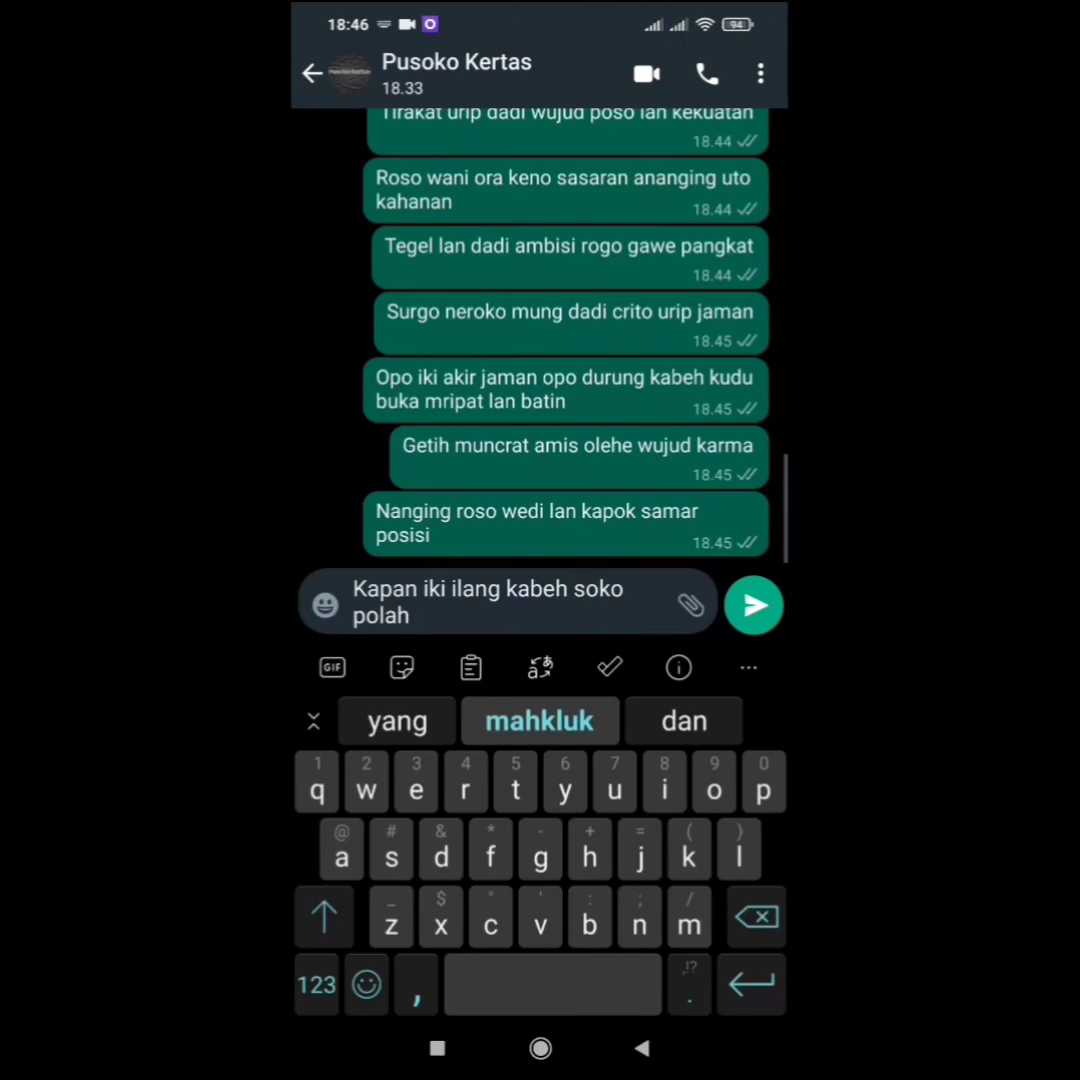 18:46
94
Pusoko Kertas
18.33
Tirakat urip dadi wujud poso lan kekuatan
18.44
Roso wani ora keno sasaran ananging uto
kahanan
18.44
Tegel lan dadi ambisi rogo gawe pangkat
18.44
Surgo neroko mung dadi crito urip jaman
18.45
Opo iki akir jaman opo durung kabeh kudu
buka mripat lan batin
18.45
Getih muncrat amis olehe wujud karma
18.45
Nanging roso wedi lan kapok samar
posisi
18.45
Kapan iki ilang kabeh soko
polah
GIF
yang mahkluk dan
1 2 3 4 5 6 7 8 9 0
q w e r t y u i o p
@ # & * - + = ( )
a s d f g h j k l
_ $ " ' : ; /
z x c v b n m
123 , ,!? .